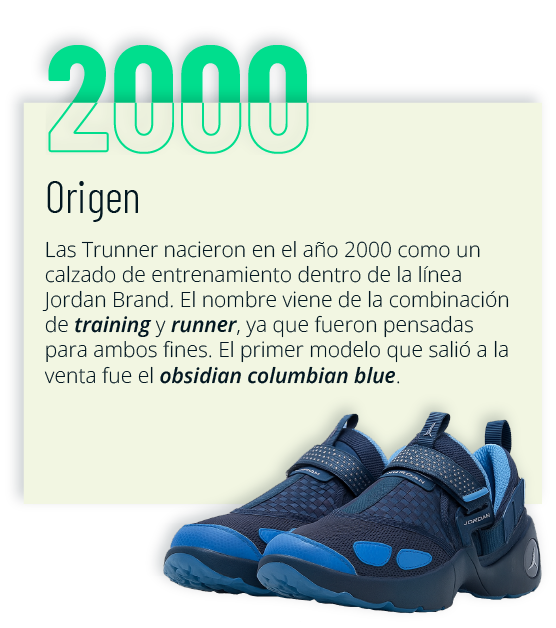 2000
Origen
Las Trunner nacieron en el año 2000 como un
calzado de entrenamiento dentro de la línea
Jordan Brand. El nombre viene de la combinación
de training y runner, ya que fueron pensadas
para ambos fines. El primer modelo que salió a la
venta fue el obsidian columbian blue.
JORDAN